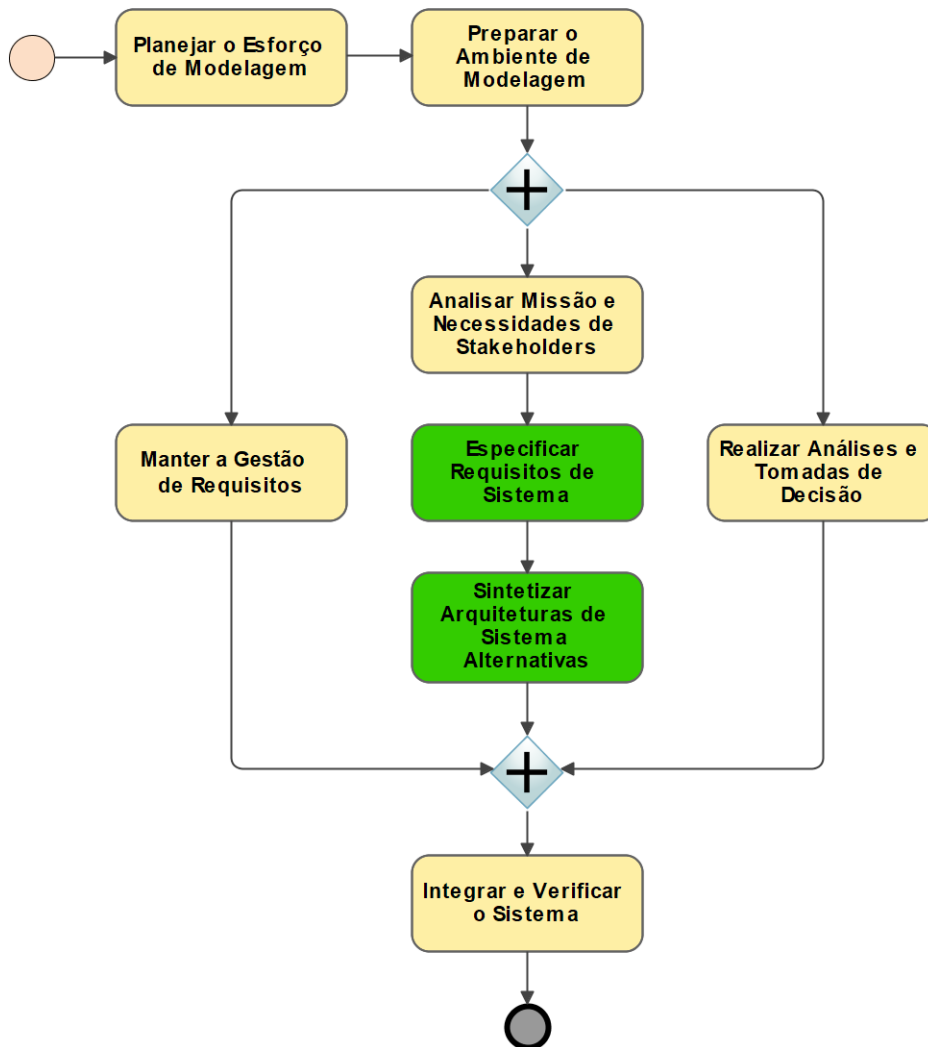 Planejar o Esforço
de Modelagem
Preparar o
Ambiente de
Modelagem
Analisar Missão e
Necessidades de
Stakeholders
Manter a Gestão
de Requisitos
Especificar
Requisitos de
Sistema
Realizar Análises e
Tomadas de
Decisão
Sintetizar
Arquiteturas de
Sistema
Alternativas
Integrar e Verificar
o Sistema